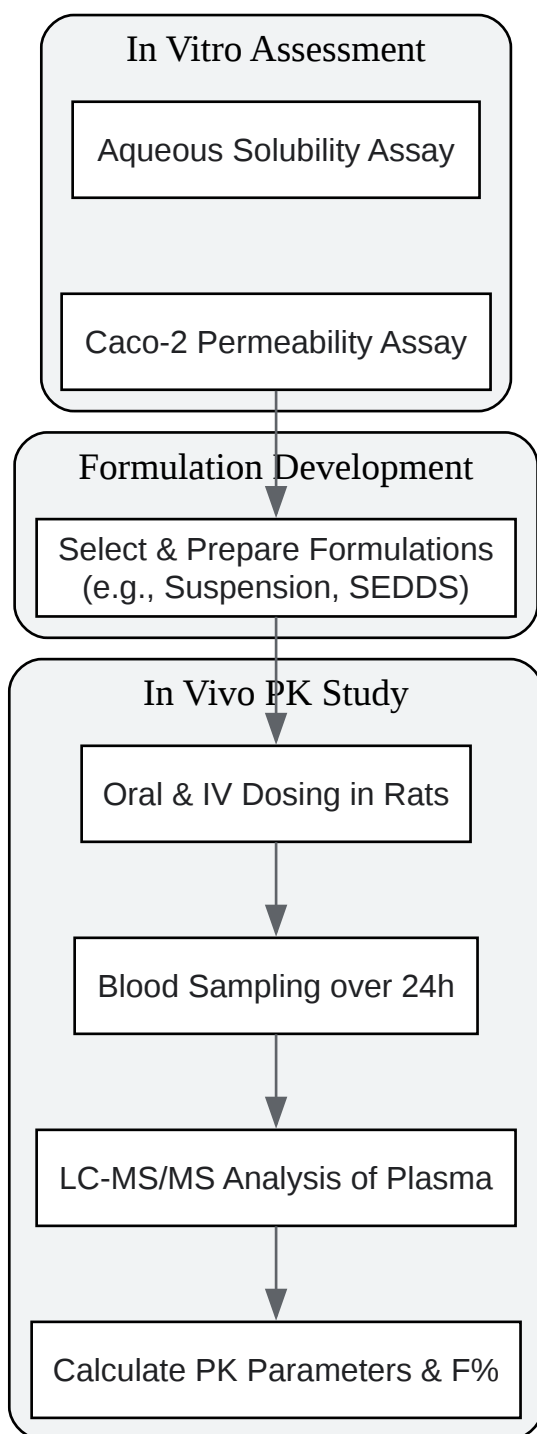 In Vitro Assessment
Aqueous Solubility Assay
Caco-2 Permeability Assay
Formulation Development
Select & Prepare Formulations
(e.g., Suspension, SEDDS)
In Vivo PK Study
Oral & IV Dosing in Rats
Blood Sampling over 24h
LC-MS/MS Analysis of Plasma
Calculate PK Parameters & F%